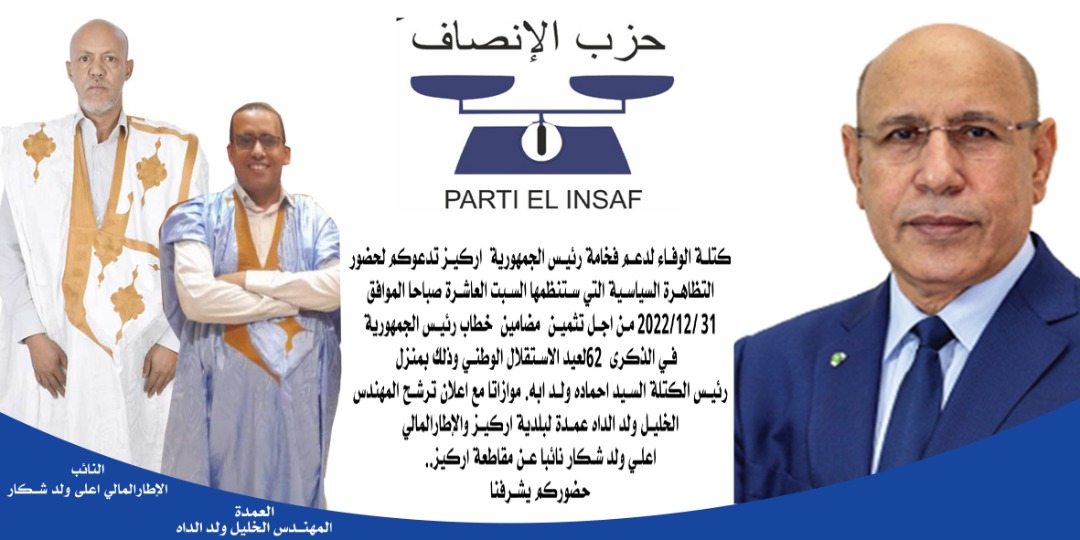 حزب الإنصاف
PARTI EL INSAF
كتلة الوفاء لدعم فخامة رئيس الجمهورية اركيز تدعوكم لحضور
التظاهرة السياسية التي ستنظمها السبت العاشرة صباحا الموافق
2022/12/31 من اجل تثمين مضامين خطاب رئيس الجمهورية
في الذكرى 62لعيد الاستقلال الوطني وذلك بمنزل
رئيس الكتلة السيد احماده ولد ابه، موازاتا مع اعلان ترشح المهندس
الخليل ولد الداه عمدة لبلدية اركيز والإطارالمالي
اعلي ولد شكار نائبا عن مقاطعة اركيز..
حضوركم يشرفنا
النائب
الإطارالمالي اعلى ولد شكار
العمدة
المهندس الخليل ولد الداه